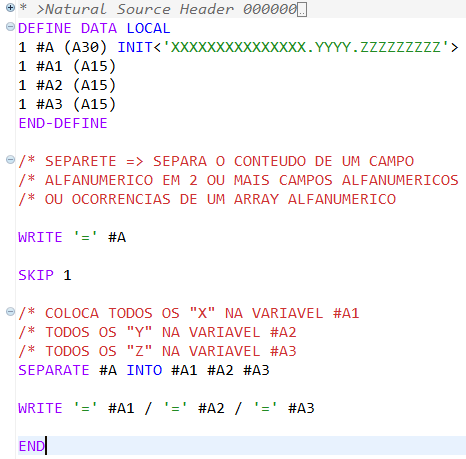 * >Natural Source Header 000000..
DEFINE DATA LOCAL
1 #A (A30) INIT<'XXXXXXXXXXXXXXX.YYYY.ZZZZZZZZZ'>
1 #A1 (A15)
1 #A2 (A15)
1 #A3 (A15)
END-DEFINE
/* SEPARETE => SEPARA O CONTEUDO DE UM CAMPO
/* ALFANUMERICO EM 2 OU MAIS CAMPOS ALFANUMERICOS
/* OU OCORRENCIAS DE UM ARRAY ALFANUMERICO
WRITE '=' #A
SKIP 1
/* COLOCA TODOS OS "X" NA VARIAVEL #A1
/* TODOS OS "Y" NA VARIAVEL #A2
/* TODOS OS "Z" NA VARIAVEL #A3
SEPARATE #A INTO #A1 #A2 #A3
WRITE '=' #A1 / '=' #A2 / '=' #A3
END